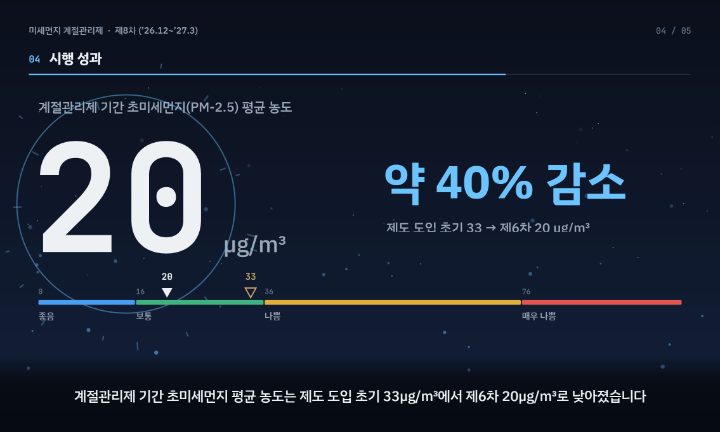 미세먼지 계절관리제 · 제8차 ('26.12~'27.3)
04 / 05
04 시행 성과
계절관리제 기간 초미세먼지(PM-2.5) 평균 농도
20 µg/m³
약 40% 감소
제도 도입 초기 33 → 제6차 20 µg/m³
20 33
0 16 36 76
좋음 보통 나쁨 매우 나쁨
계절관리제 기간 초미세먼지 평균 농도는 제도 도입 초기 33µg/m³에서 제6차 20µg/m³로 낮아졌습니다